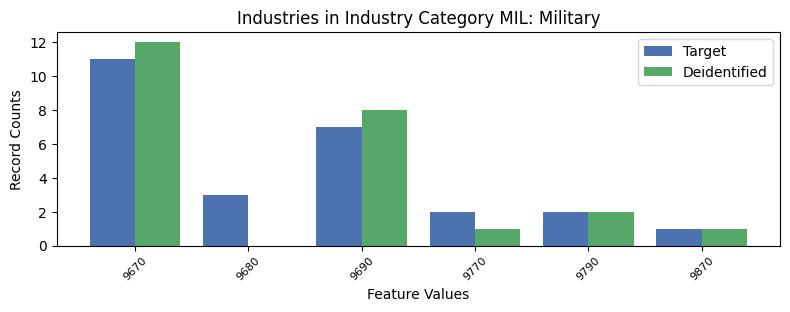 Industries in Industry Category MIL: Military
Target
Deidentified
Record Counts
12
10
8
6
4
2
0
9670
9680
9690
9770
9790
9870
Feature Values